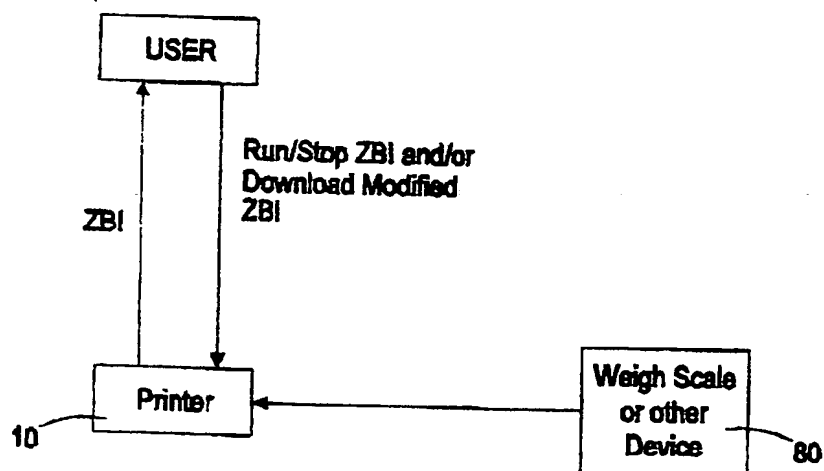 USER
Run/Stop ZBI and/or
Download Modified
ZBI
ZBI
Printer
10
Weigh Scale
or other
Device
80